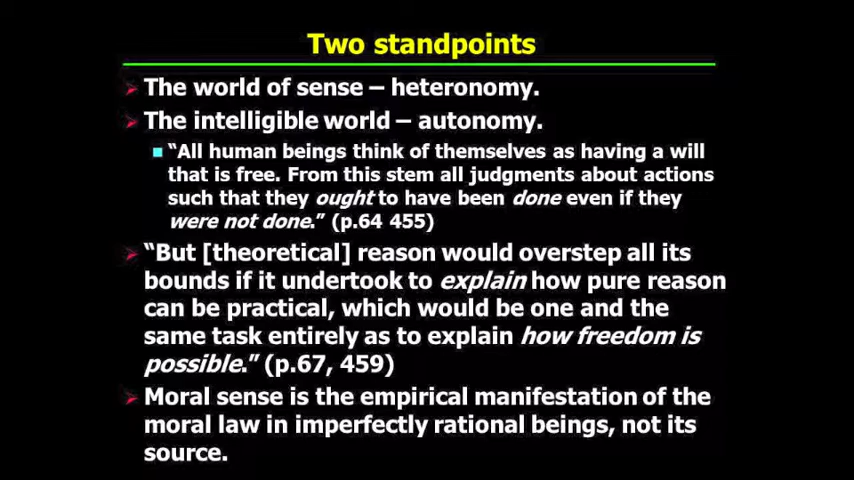 Two standpoints
The world of sense – heteronomy.
The intelligible world – autonomy.
“All human beings think of themselves as having a will
that is free. From this stem all judgments about actions
such that they ought to have been done even if they
were not done.” (p.64 455)
“But [theoretical] reason would overstep all its
bounds if it undertook to explain how pure reason
can be practical, which would be one and the
same task entirely as to explain how freedom is
possible.” (p.67, 459)
Moral sense is the empirical manifestation of the
moral law in imperfectly rational beings, not its
source.